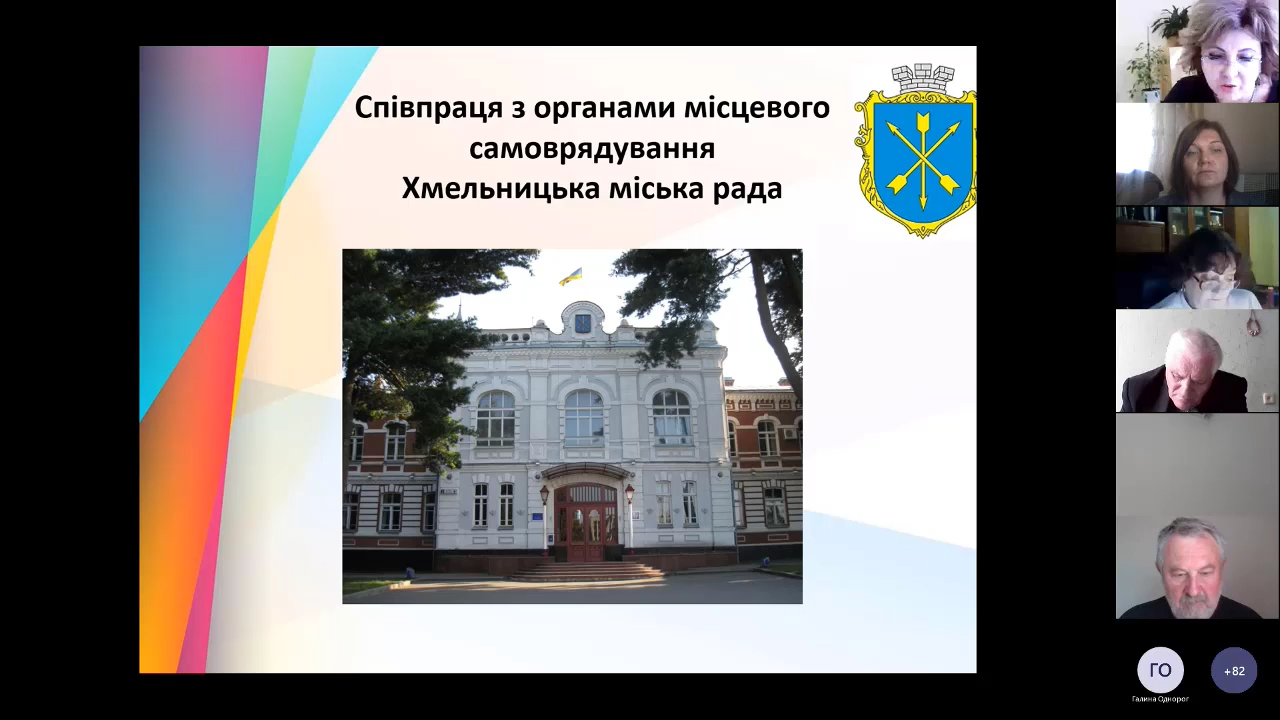 Співпраця з органами місцевого
самоврядування
Хмельницька міська рада
ГО
+82
Галина Однорог